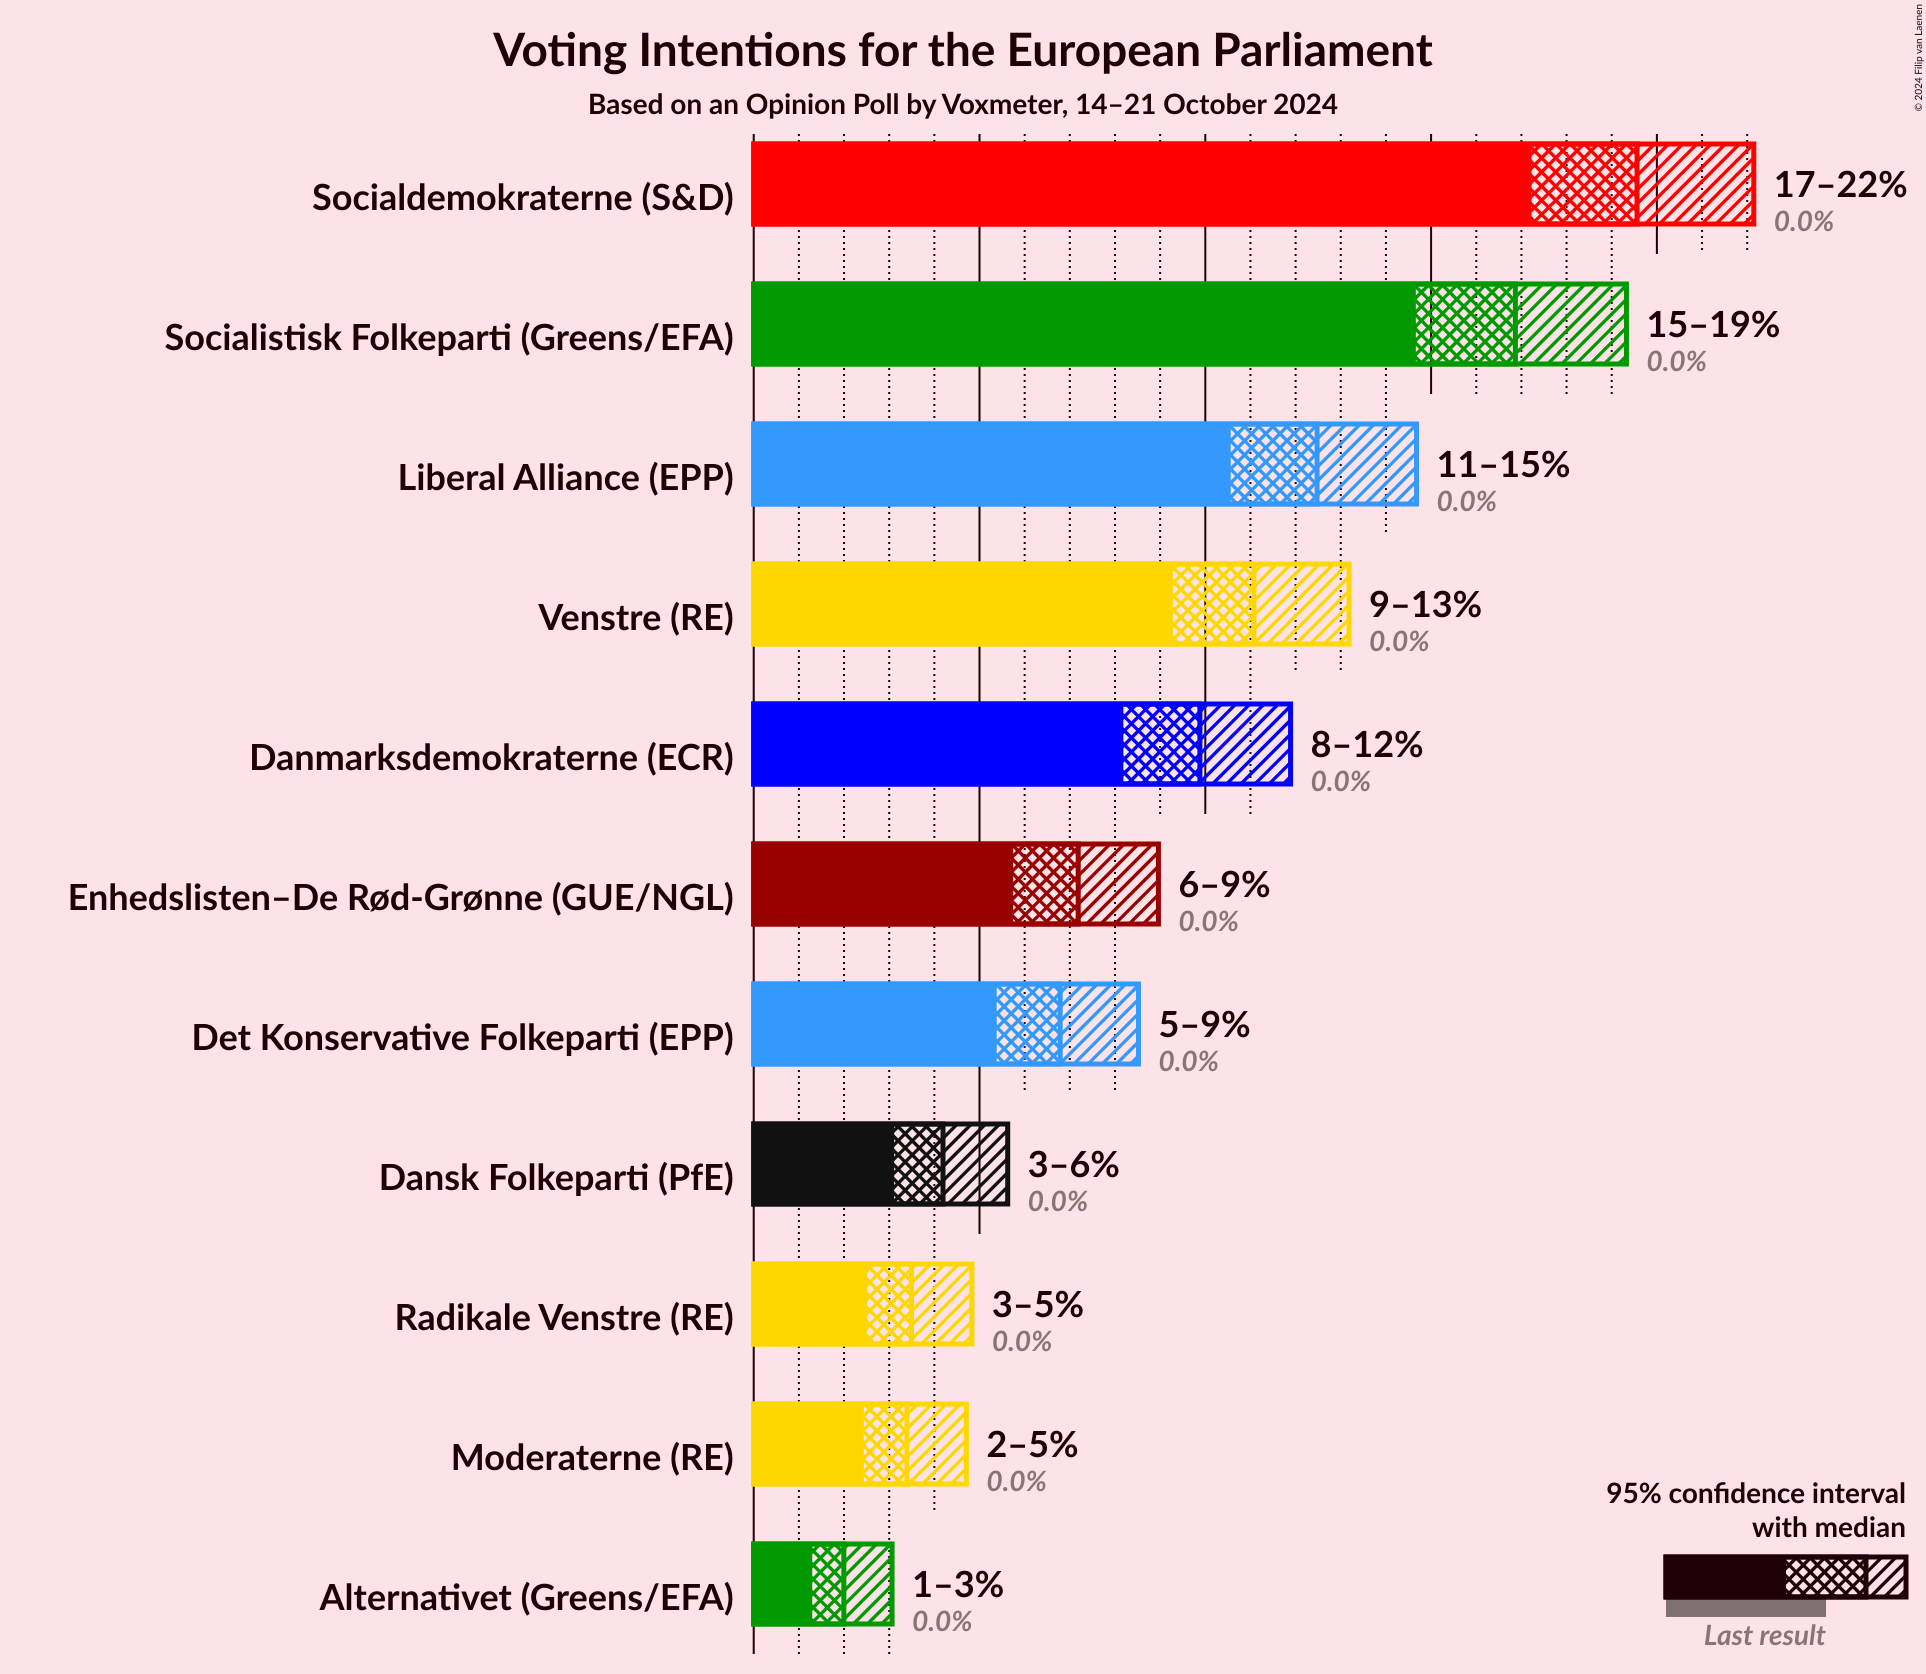 Voting Intentions for the European Parliament
Based on an Opinion Poll by Voxmeter, 14–21 October 2024
© 2024 Filip van Laenen
Socialdemokraterne (S&D)
17–22%
0.0%
Socialistisk Folkeparti (Greens/EFA)
15–19%
0.0%
Liberal Alliance (EPP)
11–15%
0.0%
Venstre (RE)
9–13%
0.0%
Danmarksdemokraterne (ECR)
8–12%
0.0%
Enhedslisten–De Rød-Grønne (GUE/NGL)
6–9%
0.0%
Det Konservative Folkeparti (EPP)
5–9%
0.0%
Dansk Folkeparti (PfE)
3–6%
0.0%
Radikale Venstre (RE)
3–5%
0.0%
Moderaterne (RE)
2–5%
0.0%
Alternativet (Greens/EFA)
1–3%
0.0%
95% confidence interval
with median
Last result